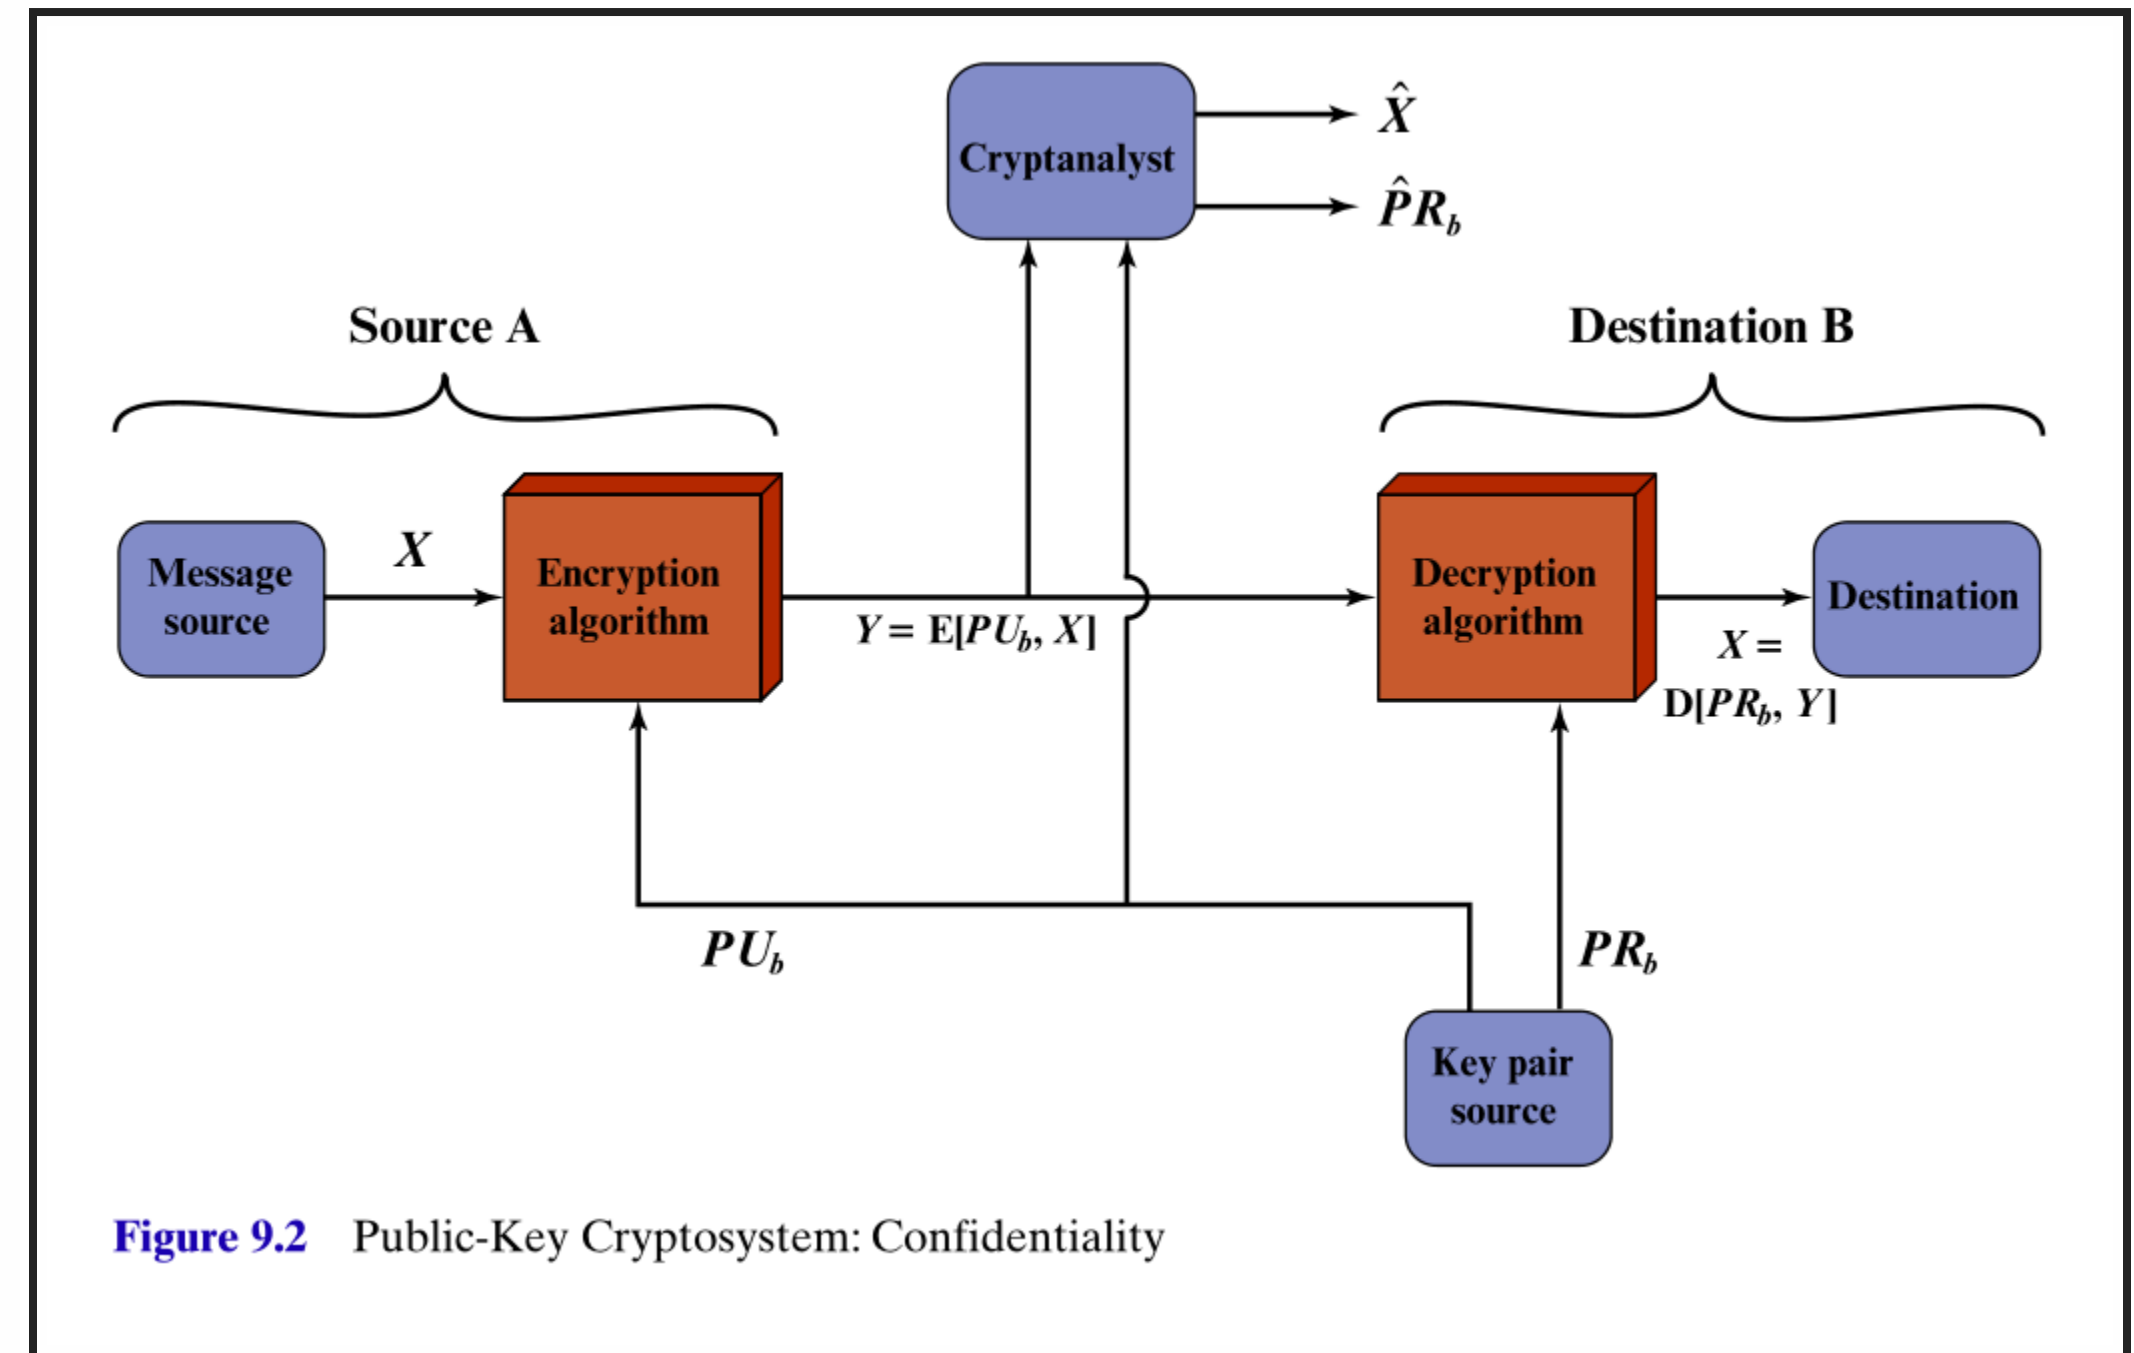 X̂
Cryptanalyst
P̂R_b
Source A
Destination B
X
Message
source
Encryption
algorithm
Y = E[PU_b, X]
Decryption
algorithm
Destination
X =
D[PR_b, Y]
PU_b
PR_b
Key pair
source
Figure 9.2 Public-Key Cryptosystem: Confidentiality